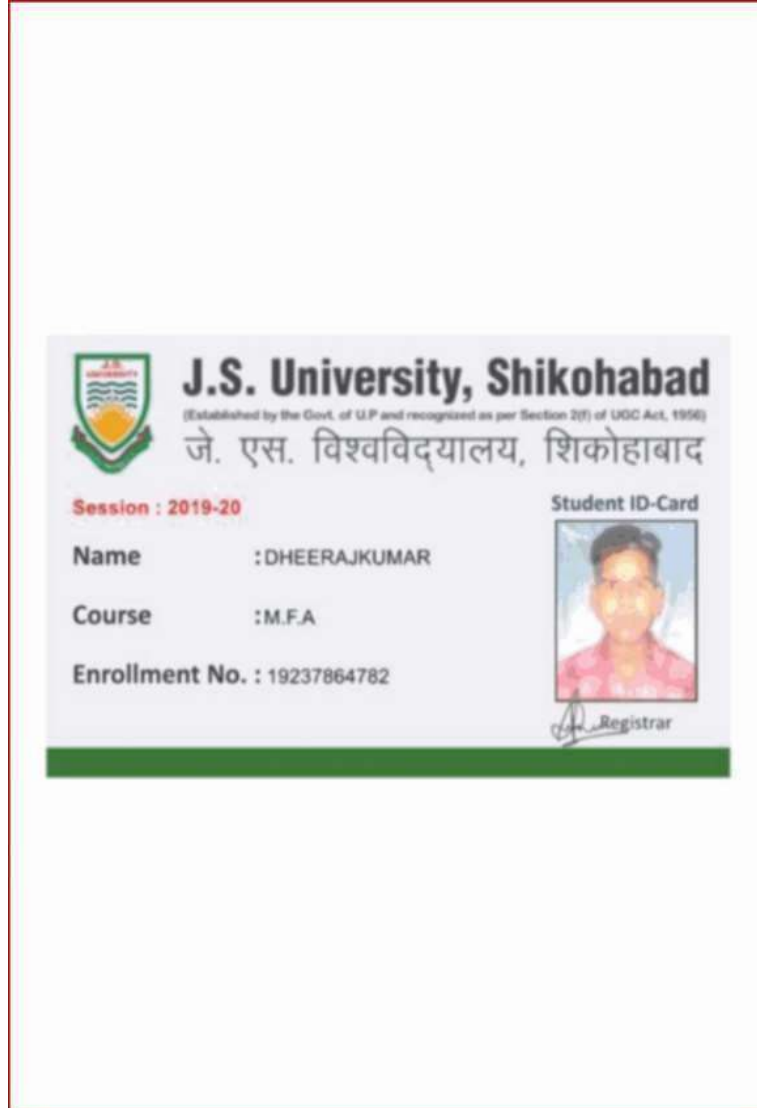 J.S.
UNIVERSITY
J.S. University, Shikohabad
(Established by the Govt. of U.P and recognized as per Section 2(f) of UGC Act, 1956)
जे. एस. विश्वविद्यालय, शिकोहाबाद
Session : 2019-20
Student ID-Card
Name : DHEERAJKUMAR
Course : M.F.A
Enrollment No. : 19237864782
Registrar